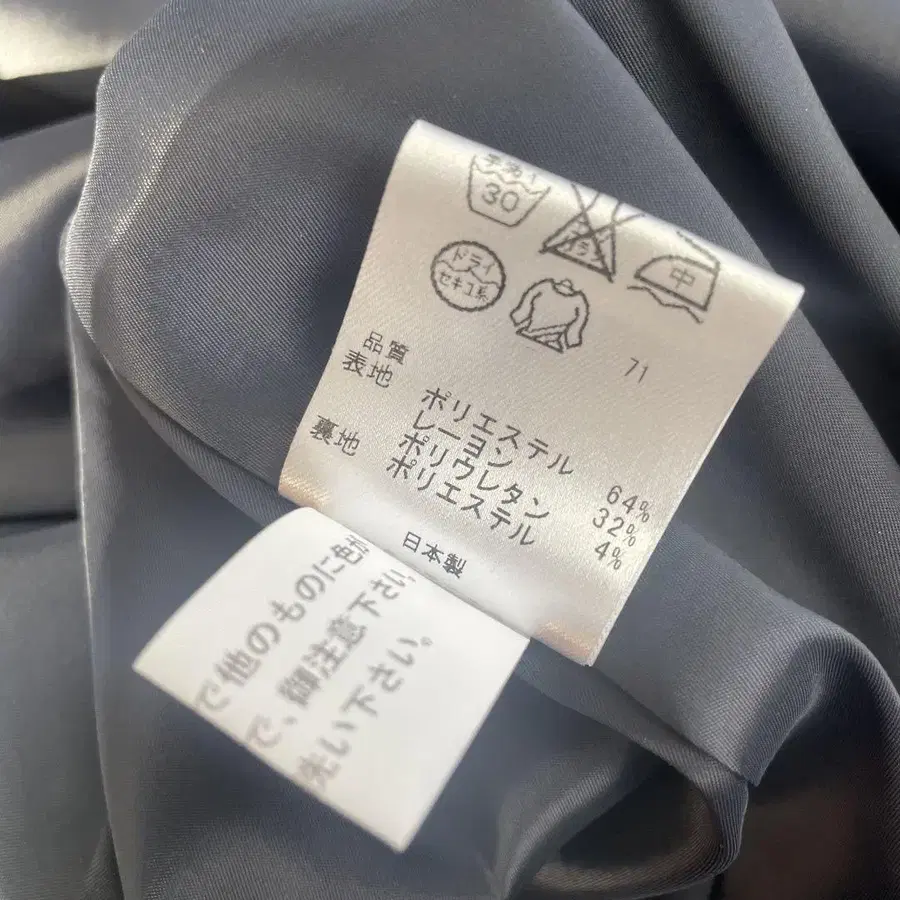 手洗イ
30
中
ドライ
セキユ系
71
品質
表地
ポリエステル 64%
レーヨン 32%
ポリウレタン 4%
裏地 ポリエステル
日本製
で他のものに色が
で、御注意下さい
洗い下さい。